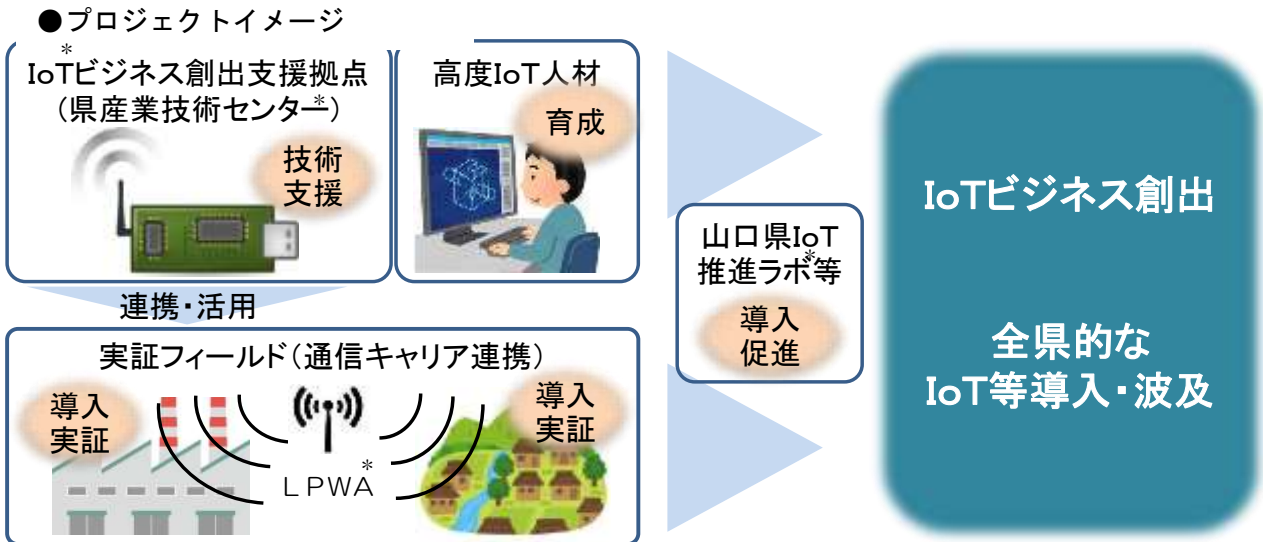 ●プロジェクトイメージ
IoT*ビジネス創出支援拠点
(県産業技術センター*)
技術
支援
高度IoT人材
育成
連携・活用
実証フィールド(通信キャリア連携)
導入
実証
LPWA*
導入
実証
山口県IoT
推進ラボ*等
導入
促進
IoTビジネス創出
全県的な
IoT等導入・波及